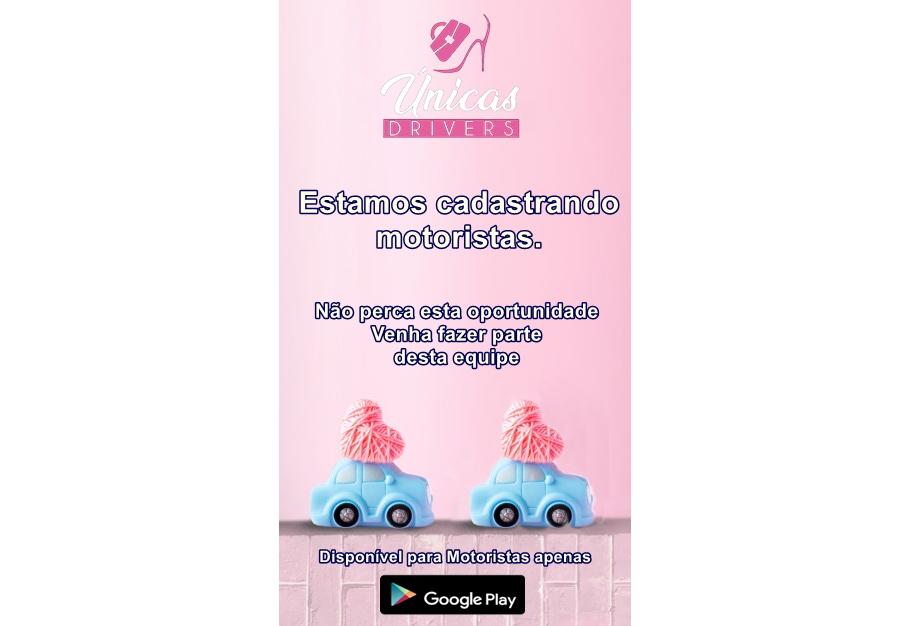 Únicas
DRIVERS
Estamos cadastrando
motoristas.
Não perca esta oportunidade
Venha fazer parte
desta equipe
Disponível para Motoristas apenas
Google Play